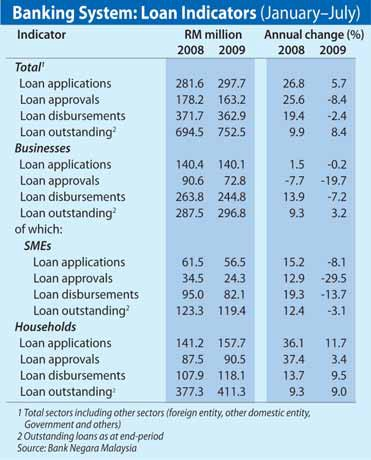 Banking System: Loan Indicators (January–July)
Indicator RM million Annual change (%)
2008 2009 2008 2009
Total¹
Loan applications 281.6 297.7 26.8 5.7
Loan approvals 178.2 163.2 25.6 -8.4
Loan disbursements 371.7 362.9 19.4 -2.4
Loan outstanding² 694.5 752.5 9.9 8.4
Businesses
Loan applications 140.4 140.1 1.5 -0.2
Loan approvals 90.6 72.8 -7.7 -19.7
Loan disbursements 263.8 244.8 13.9 -7.2
Loan outstanding² 287.5 296.8 9.3 3.2
of which:
SMEs
Loan applications 61.5 56.5 15.2 -8.1
Loan approvals 34.5 24.3 12.9 -29.5
Loan disbursements 95.0 82.1 19.3 -13.7
Loan outstanding² 123.3 119.4 12.4 -3.1
Households
Loan applications 141.2 157.7 36.1 11.7
Loan approvals 87.5 90.5 37.4 3.4
Loan disbursements 107.9 118.1 13.7 9.5
Loan outstanding² 377.3 411.3 9.3 9.0
1 Total sectors including other sectors (foreign entity, other domestic entity,
Government and others)
2 Outstanding loans as at end-period
Source: Bank Negara Malaysia